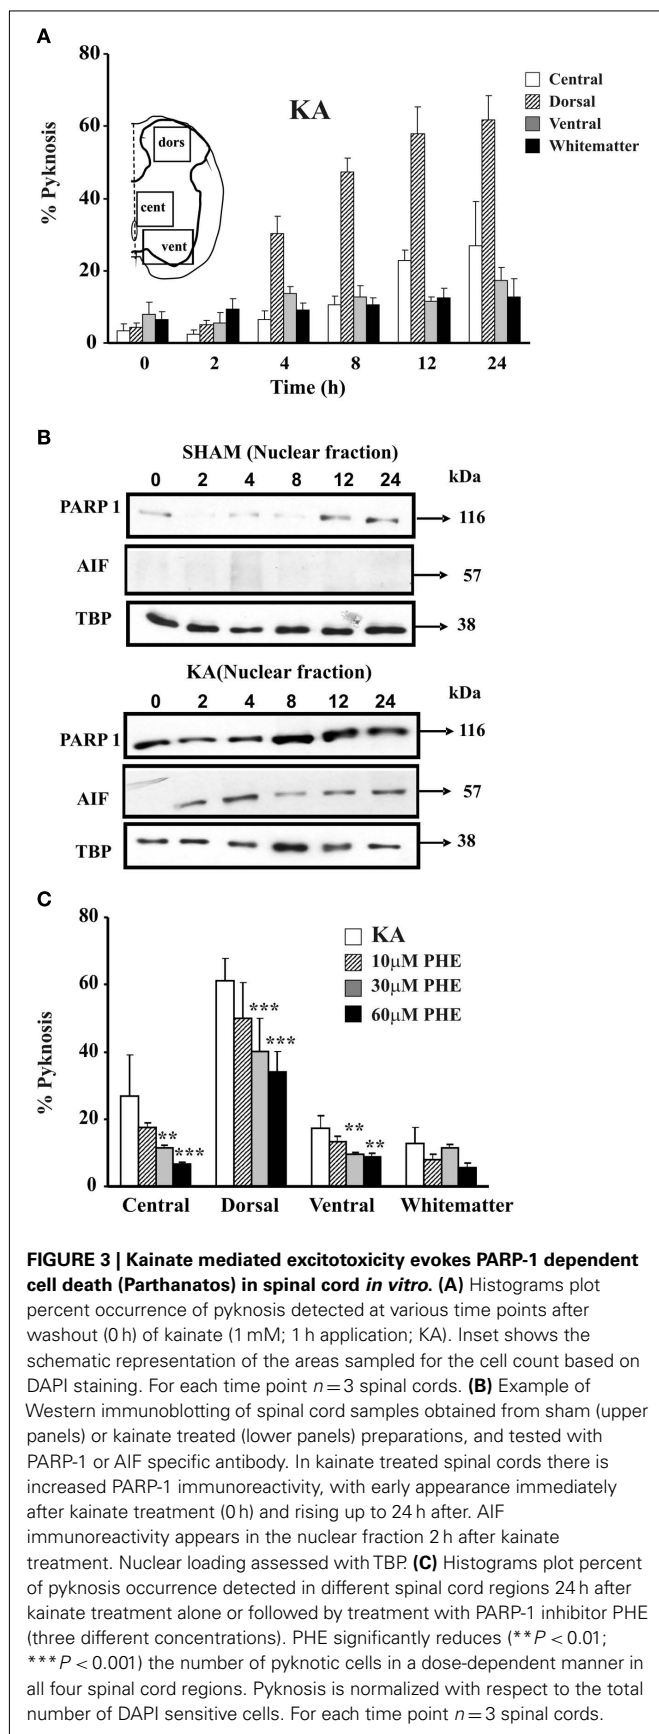 A
80
60
40
20
0
% Pyknosis
KA
Central
Dorsal
Ventral
Whitematter
dors
cent
vent
0 2 4 8 12 24
Time (h)
B
SHAM (Nuclear fraction)
0 2 4 8 12 24 kDa
PARP 1 116
AIF 57
TBP 38
KA(Nuclear fraction)
0 2 4 8 12 24 kDa
PARP 1 116
AIF 57
TBP 38
C
80
60
40
20
0
% Pyknosis
KA
10µM PHE
30µM PHE
60µM PHE
** ***
*** ***
** **
Central Dorsal Ventral Whitematter
FIGURE 3 | Kainate mediated excitotoxicity evokes PARP-1 dependent
cell death (Parthanatos) in spinal cord in vitro. (A) Histograms plot
percent occurrence of pyknosis detected at various time points after
washout (0 h) of kainate (1 mM; 1 h application; KA). Inset shows the
schematic representation of the areas sampled for the cell count based on
DAPI staining. For each time point n = 3 spinal cords. (B) Example of
Western immunoblotting of spinal cord samples obtained from sham (upper
panels) or kainate treated (lower panels) preparations, and tested with
PARP-1 or AIF specific antibody. In kainate treated spinal cords there is
increased PARP-1 immunoreactivity, with early appearance immediately
after kainate treatment (0 h) and rising up to 24 h after. AIF
immunoreactivity appears in the nuclear fraction 2 h after kainate
treatment. Nuclear loading assessed with TBP. (C) Histograms plot percent
of pyknosis occurrence detected in different spinal cord regions 24 h after
kainate treatment alone or followed by treatment with PARP-1 inhibitor PHE
(three different concentrations). PHE significantly reduces (**P < 0.01;
***P < 0.001) the number of pyknotic cells in a dose-dependent manner in
all four spinal cord regions. Pyknosis is normalized with respect to the total
number of DAPI sensitive cells. For each time point n = 3 spinal cords.